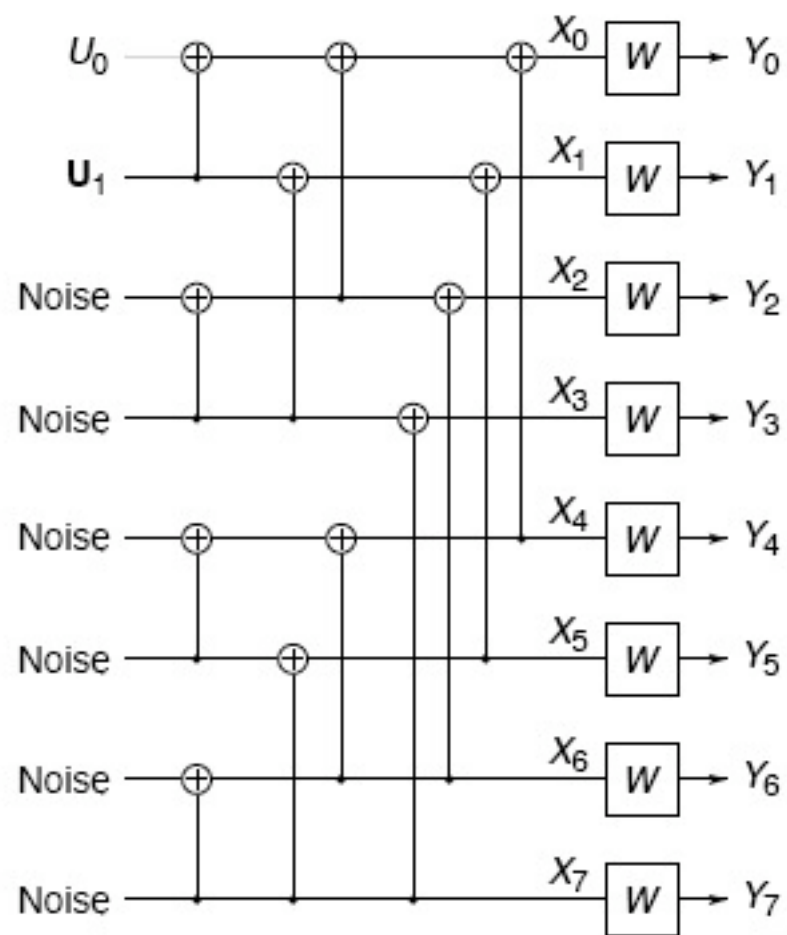 U₀ X₀ W Y₀
U₁ X₁ W Y₁
Noise X₂ W Y₂
Noise X₃ W Y₃
Noise X₄ W Y₄
Noise X₅ W Y₅
Noise X₆ W Y₆
Noise X₇ W Y₇